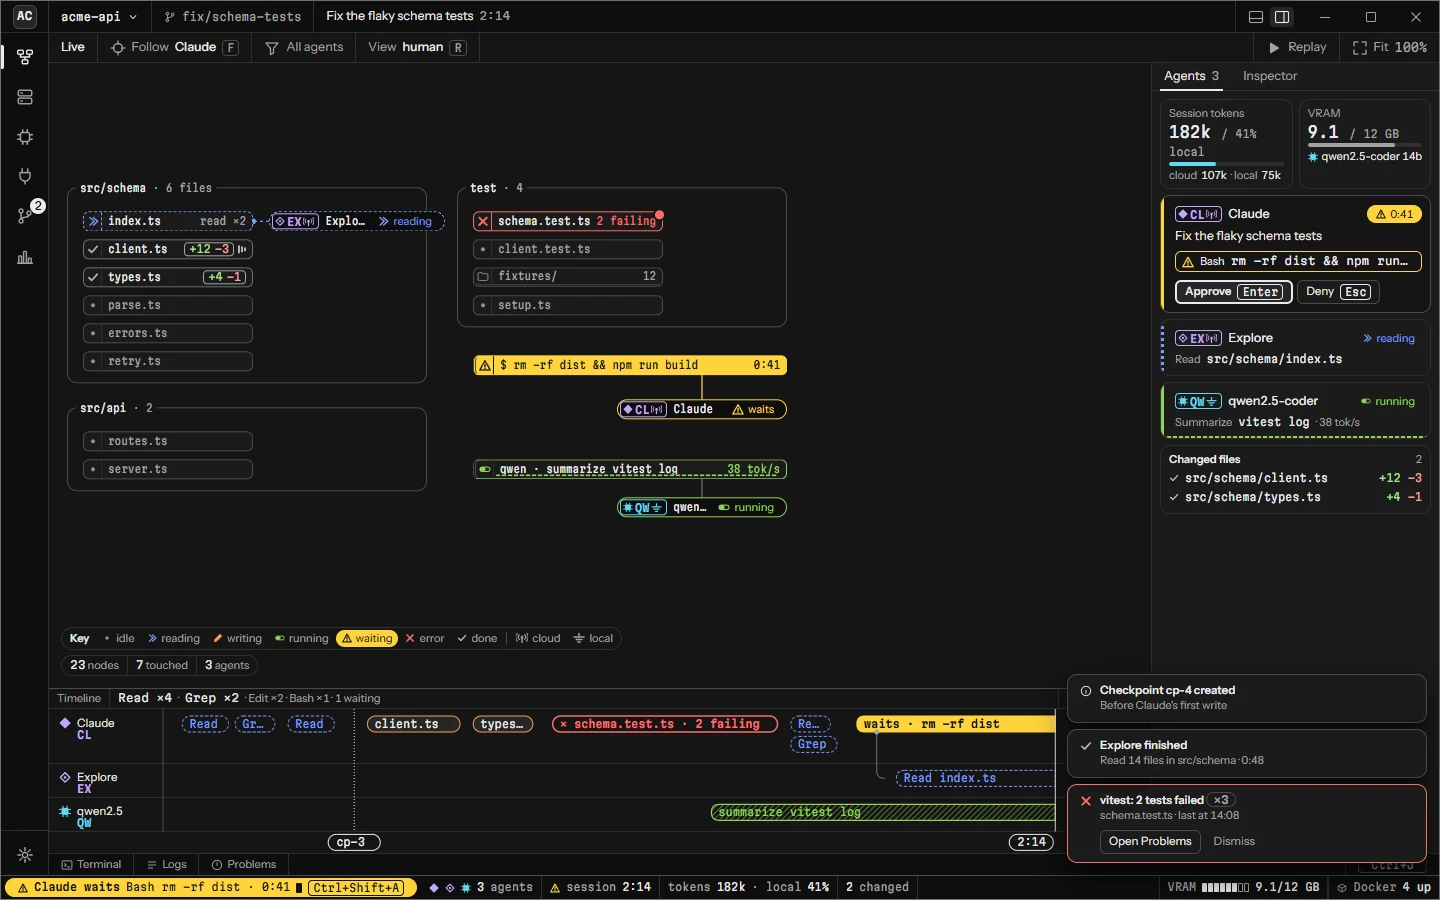 AC acme-api fix/schema-tests Fix the flaky schema tests 2:14
Live Follow Claude F All agents View human R Replay Fit 100%
2
src/schema · 6 files
index.ts read ×2
EX Explo… reading
client.ts +12 −3
types.ts +4 −1
parse.ts
errors.ts
retry.ts
src/api · 2
routes.ts
server.ts
test · 4
schema.test.ts 2 failing
client.test.ts
fixtures/ 12
setup.ts
$ rm -rf dist && npm run build 0:41
CL Claude waits
qwen · summarize vitest log 38 tok/s
QW qwen… running
Key idle reading writing running waiting error done cloud local
23 nodes 7 touched 3 agents
Agents 3 Inspector
Session tokens
182k / 41%
local
cloud 107k · local 75k
VRAM
9.1 / 12 GB
qwen2.5-coder 14b
CL Claude 0:41
Fix the flaky schema tests
Bash rm -rf dist && npm run…
Approve Enter Deny Esc
EX Explore reading
Read src/schema/index.ts
QW qwen2.5-coder running
Summarize vitest log · 38 tok/s
Changed files 2
src/schema/client.ts +12 −3
src/schema/types.ts +4 −1
Timeline Read ×4 · Grep ×2 · Edit ×2 · Bash ×1 · 1 waiting
Claude
CL
Read Gr… Read client.ts types… × schema.test.ts · 2 failing Re… waits · rm -rf dist
Grep
Explore
EX
Read index.ts
qwen2.5
QW
summarize vitest log
cp-3 2:14
Checkpoint cp-4 created
Before Claude's first write
Explore finished
Read 14 files in src/schema · 0:48
vitest: 2 tests failed ×3
schema.test.ts · last at 14:08
Open Problems Dismiss
Terminal Logs Problems Ctrl+J
Claude waits Bash rm -rf dist · 0:41 Ctrl+Shift+A 3 agents session 2:14 tokens 182k · local 41% 2 changed VRAM 9.1/12 GB Docker 4 up